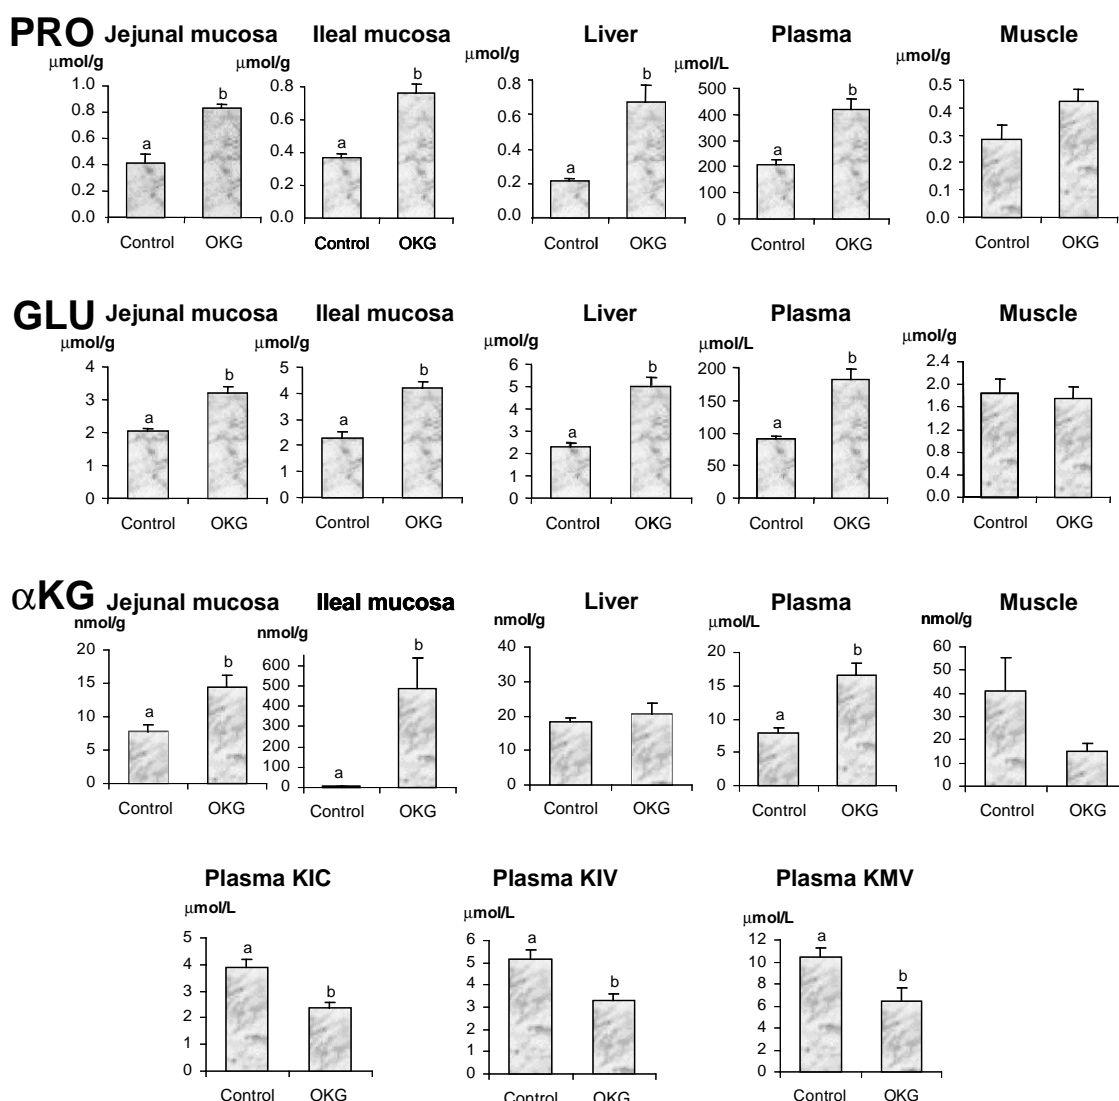 PRO Jejunal mucosa Ileal mucosa Liver Plasma Muscle
μmol/g μmol/g μmol/g μmol/L μmol/g
1.0
0.8
0.6
0.4
0.2
0.0
a
b
Control OKG
0.8
0.6
0.4
0.2
0.0
a
b
Control OKG
0.8
0.6
0.4
0.2
0.0
a
b
Control OKG
500
400
300
200
100
0
a
b
Control OKG
0.5
0.4
0.3
0.2
0.1
0.0
Control OKG
GLU Jejunal mucosa Ileal mucosa Liver Plasma Muscle
μmol/g μmol/g μmol/g μmol/L μmol/g
4
3
2
1
0
a
b
Control OKG
5
4
3
2
1
0
a
b
Control OKG
6
5
4
3
2
1
0
a
b
Control OKG
200
150
100
50
0
a
b
Control OKG
2.4
2.0
1.6
1.2
0.8
0.4
0.0
Control OKG
αKG Jejunal mucosa Ileal mucosa Liver Plasma Muscle
nmol/g nmol/g nmol/g μmol/L nmol/g
20
15
10
5
0
a
b
Control OKG
600
500
400
300
200
100
0
a
b
Control OKG
40
30
20
10
0
Control OKG
20
15
10
5
0
a
b
Control OKG
60
50
40
30
20
10
0
Control OKG
Plasma KIC Plasma KIV Plasma KMV
μmol/L μmol/L μmol/L
5
4
3
2
1
0
a
b
Control OKG
6
5
4
3
2
1
0
a
b
Control OKG
12
10
8
6
4
2
0
a
b
Control OKG